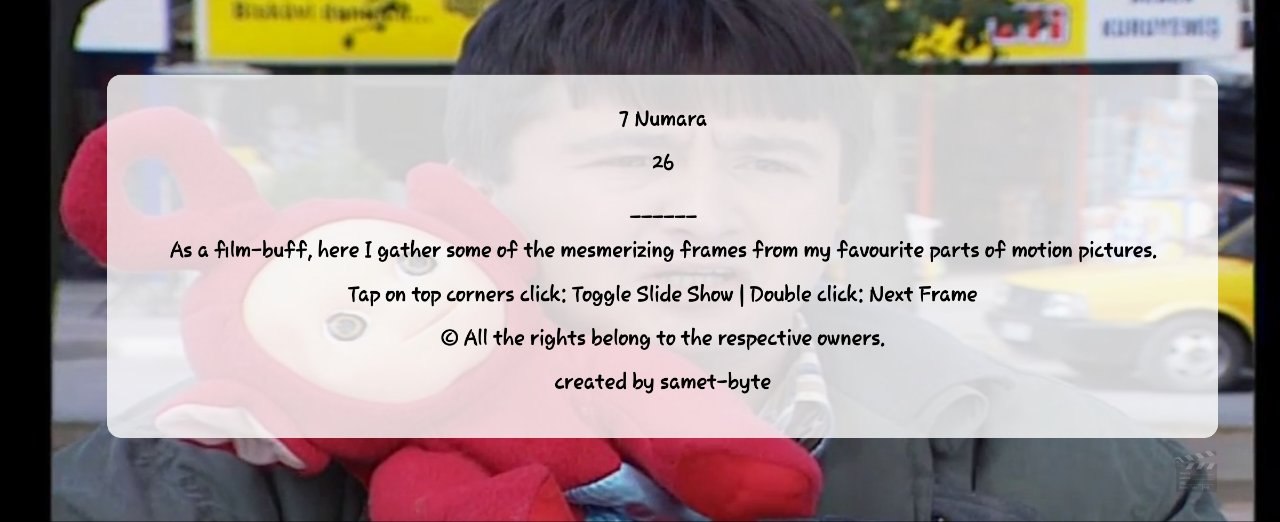 7 Numara
26
______
As a film-buff, here I gather some of the mesmerizing frames from my favourite parts of motion pictures.
Tap on top corners click: Toggle Slide Show | Double click: Next Frame
© All the rights belong to the respective owners.
created by samet-byte
KURUYEMİŞ